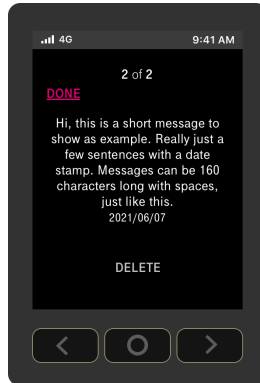 4G 9:41 AM
2 of 2
DONE
Hi, this is a short message to
show as example. Really just a
few sentences with a date
stamp. Messages can be 160
characters long with spaces,
just like this.
2021/06/07
DELETE